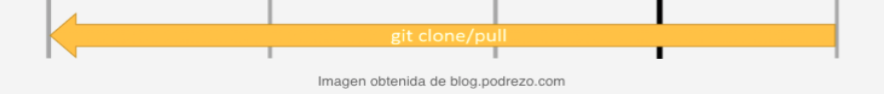 git clone/pull
Imagen obtenida de blog.podrezo.com